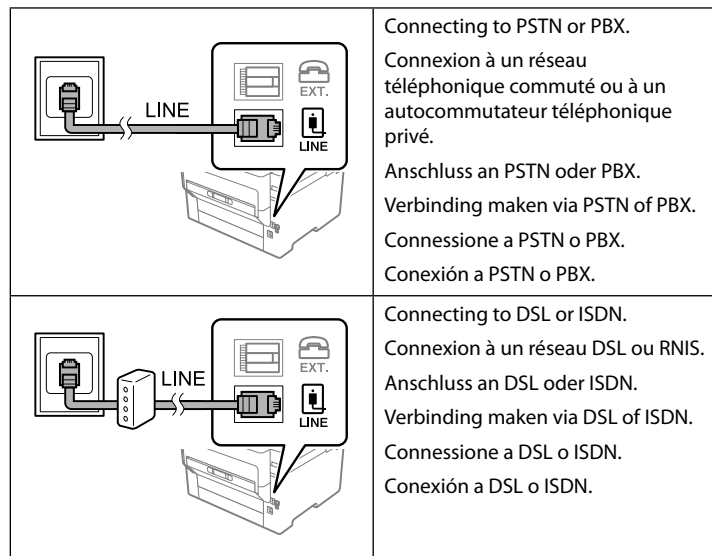 LINE
EXT.
LINE
Connecting to PSTN or PBX.
Connexion à un réseau
téléphonique commuté ou à un
autocommutateur téléphonique
privé.
Anschluss an PSTN oder PBX.
Verbinding maken via PSTN of PBX.
Connessione a PSTN o PBX.
Conexión a PSTN o PBX.
LINE
EXT.
LINE
Connecting to DSL or ISDN.
Connexion à un réseau DSL ou RNIS.
Anschluss an DSL oder ISDN.
Verbinding maken via DSL of ISDN.
Connessione a DSL o ISDN.
Conexión a DSL o ISDN.